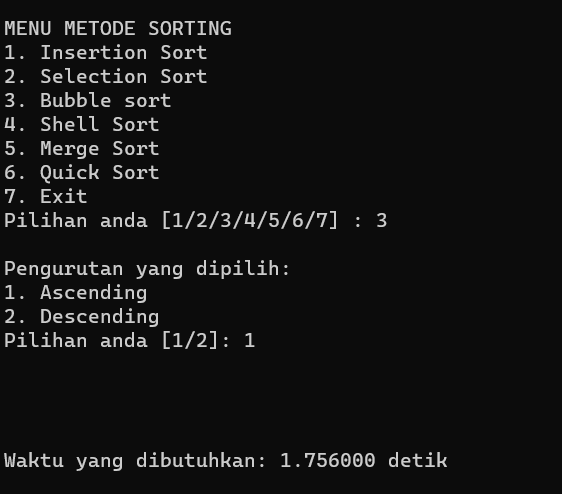 MENU METODE SORTING
1. Insertion Sort
2. Selection Sort
3. Bubble sort
4. Shell Sort
5. Merge Sort
6. Quick Sort
7. Exit
Pilihan anda [1/2/3/4/5/6/7] : 3
Pengurutan yang dipilih:
1. Ascending
2. Descending
Pilihan anda [1/2]: 1
Waktu yang dibutuhkan: 1.756000 detik